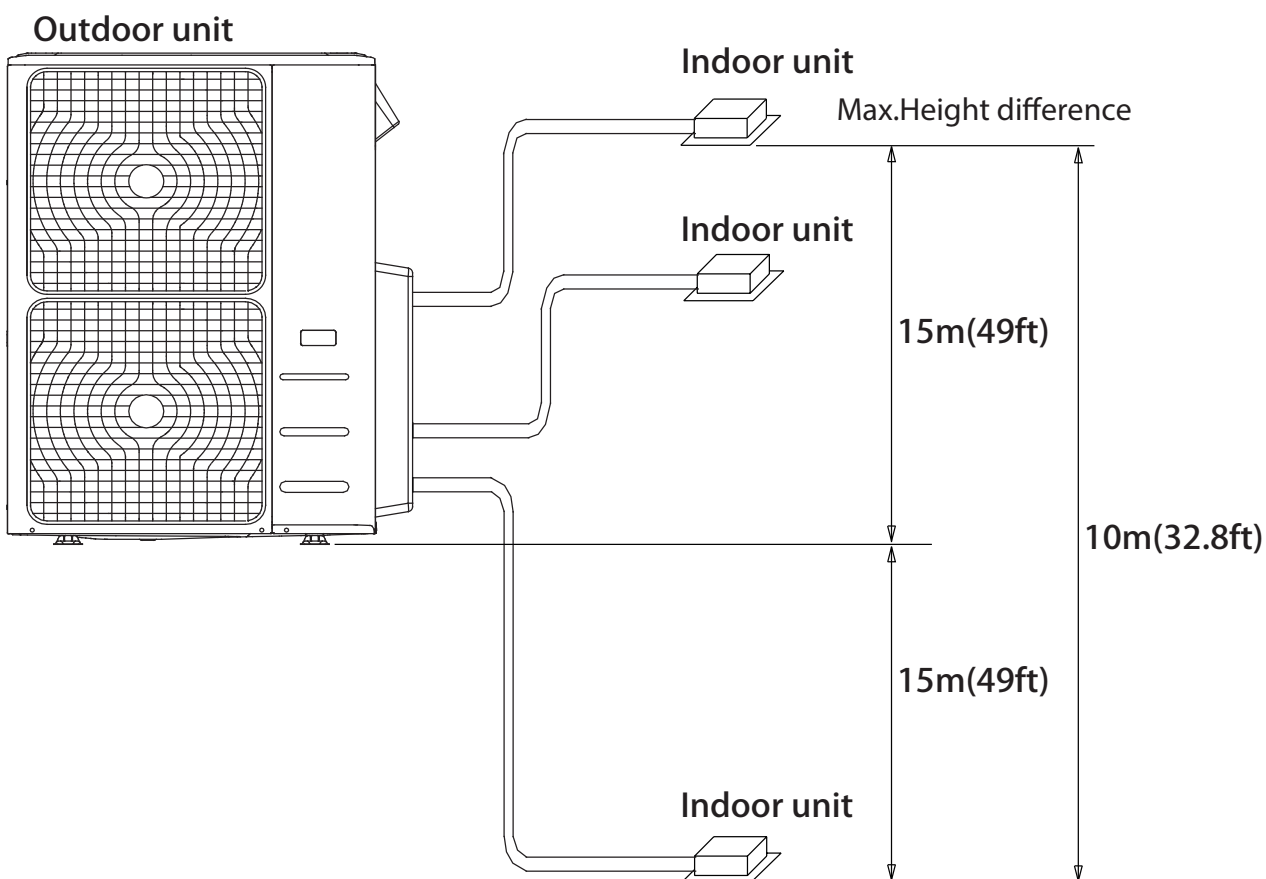 Outdoor unit
Indoor unit
Max.Height difference
Indoor unit
15m(49ft)
10m(32.8ft)
15m(49ft)
Indoor unit